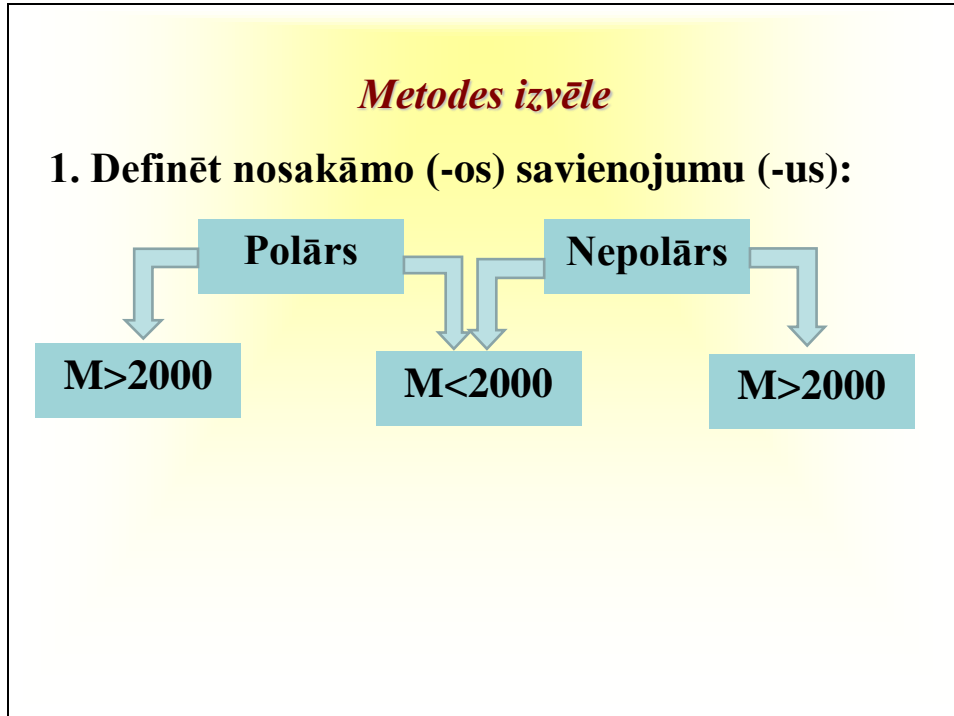 Metodes izvēle
1. Definēt nosakāmo (-os) savienojumu (-us):
Polārs
Nepolārs
M>2000
M<2000
M>2000